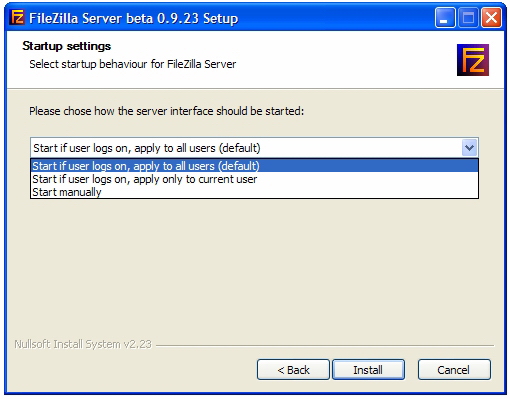 FileZilla Server beta 0.9.23 Setup
Startup settings
Select startup behaviour for FileZilla Server
Fz
Please chose how the server interface should be started:
Start if user logs on, apply to all users (default)
Start if user logs on, apply to all users (default)
Start if user logs on, apply only to current user
Start manually
Nullsoft Install System v2.23
< Back
Install
Cancel